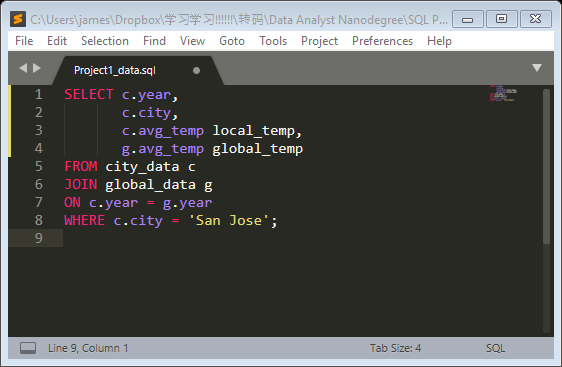 C:\Users\james\Dropbox\学习学习!!!!!!\转码\Data Analyst Nanodegree\SQL P...
File Edit Selection Find View Goto Tools Project Preferences Help
Project1_data.sql
1 SELECT c.year,
2 c.city,
3 c.avg_temp local_temp,
4 g.avg_temp global_temp
5 FROM city_data c
6 JOIN global_data g
7 ON c.year = g.year
8 WHERE c.city = 'San Jose';
9
Line 9, Column 1 Tab Size: 4 SQL